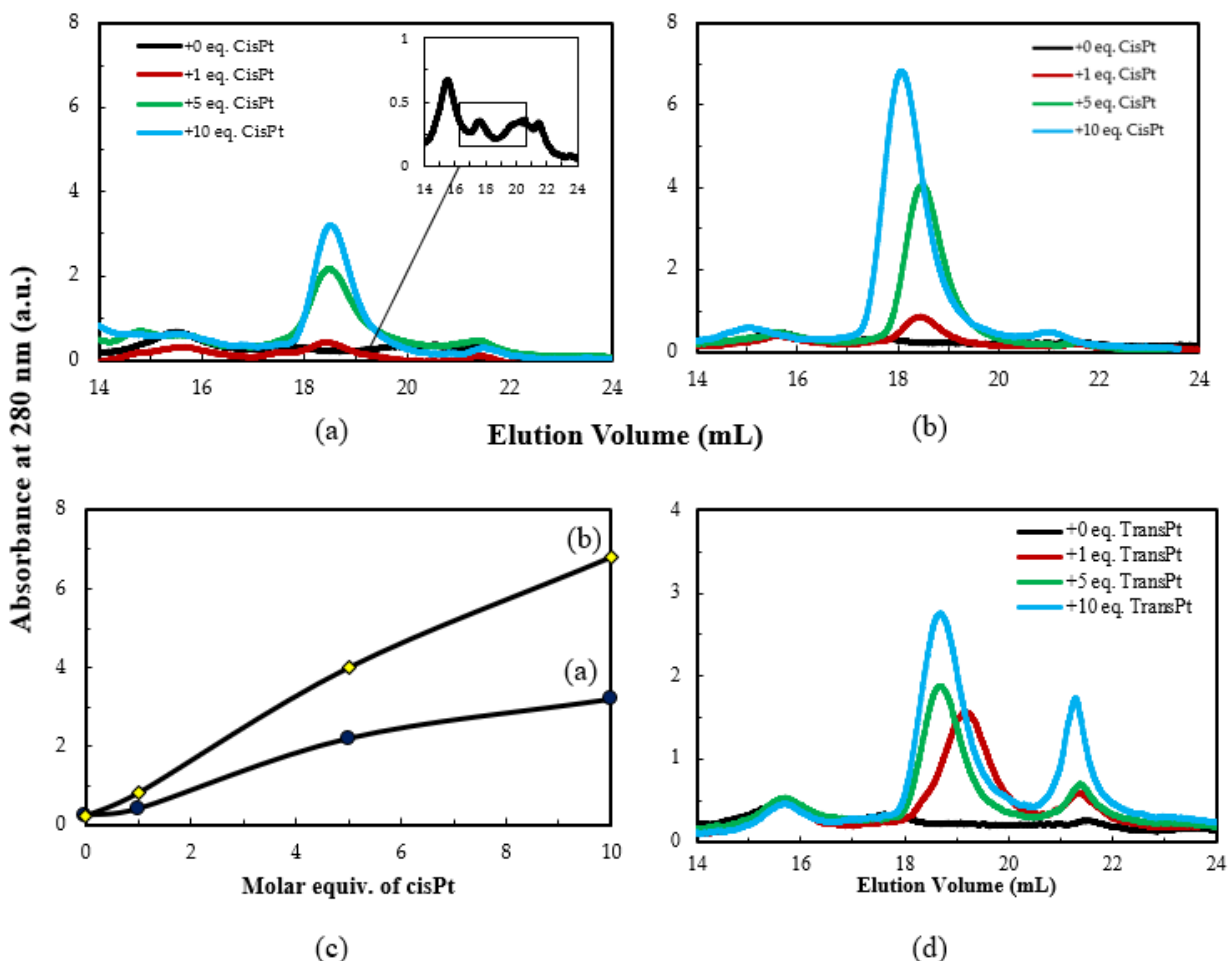 8
6
4
2
0
+0 eq. CisPt
+1 eq. CisPt
+5 eq. CisPt
+10 eq. CisPt
1
0.5
0
14 16 18 20 22 24
14 16 18 20 22 24
(a)
8
7
6
5
4
3
2
1
0
+0 eq. CisPt
+1 eq. CisPt
+5 eq. CisPt
+10 eq. CisPt
14 16 18 20 22 24
(b)
Elution Volume (mL)
Absorbance at 280 nm (a.u.)
8
6
4
2
0
(b)
(a)
0 2 4 6 8 10
Molar equiv. of cisPt
(c)
4
3
2
1
0
+0 eq. TransPt
+1 eq. TransPt
+5 eq. TransPt
+10 eq. TransPt
14 16 18 20 22 24
Elution Volume (mL)
(d)